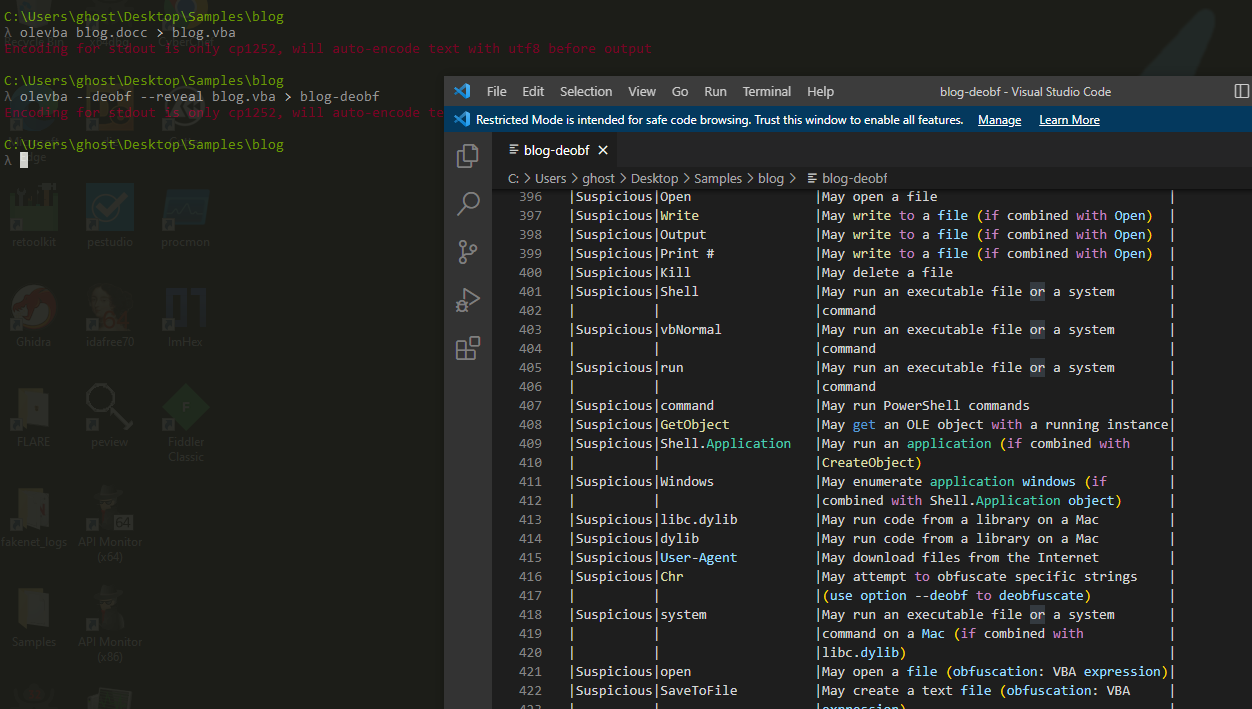 C:\Users\ghost\Desktop\Samples\blog
λ olevba blog.docc > blog.vba
Encoding for stdout is only cp1252, will auto-encode text with utf8 before output
C:\Users\ghost\Desktop\Samples\blog
λ olevba --deobf --reveal blog.vba > blog-deobf
Encoding for stdout is only cp1252, will auto-encode te
C:\Users\ghost\Desktop\Samples\blog
λ
Edge
retoolkit pestudio procmon
Ghidra idafree70 ImHex
FLARE peview Fiddler
Classic
fakenet_logs API Monitor
(x64)
Samples API Monitor
(x86)
File Edit Selection View Go Run Terminal Help blog-deobf - Visual Studio Code
Restricted Mode is intended for safe code browsing. Trust this window to enable all features. Manage Learn More
blog-deobf
C: > Users > ghost > Desktop > Samples > blog > blog-deobf
396 |Suspicious|Open |May open a file |
397 |Suspicious|Write |May write to a file (if combined with Open) |
398 |Suspicious|Output |May write to a file (if combined with Open) |
399 |Suspicious|Print # |May write to a file (if combined with Open) |
400 |Suspicious|Kill |May delete a file |
401 |Suspicious|Shell |May run an executable file or a system |
402 | | |command |
403 |Suspicious|vbNormal |May run an executable file or a system |
404 | | |command |
405 |Suspicious|run |May run an executable file or a system |
406 | | |command |
407 |Suspicious|command |May run PowerShell commands |
408 |Suspicious|GetObject |May get an OLE object with a running instance|
409 |Suspicious|Shell.Application |May run an application (if combined with |
410 | | |CreateObject) |
411 |Suspicious|Windows |May enumerate application windows (if |
412 | | |combined with Shell.Application object) |
413 |Suspicious|libc.dylib |May run code from a library on a Mac |
414 |Suspicious|dylib |May run code from a library on a Mac |
415 |Suspicious|User-Agent |May download files from the Internet |
416 |Suspicious|Chr |May attempt to obfuscate specific strings |
417 | | |(use option --deobf to deobfuscate) |
418 |Suspicious|system |May run an executable file or a system |
419 | | |command on a Mac (if combined with |
420 | | |libc.dylib) |
421 |Suspicious|open |May open a file (obfuscation: VBA expression)|
422 |Suspicious|SaveToFile |May create a text file (obfuscation: VBA |
423 | | |expression) |